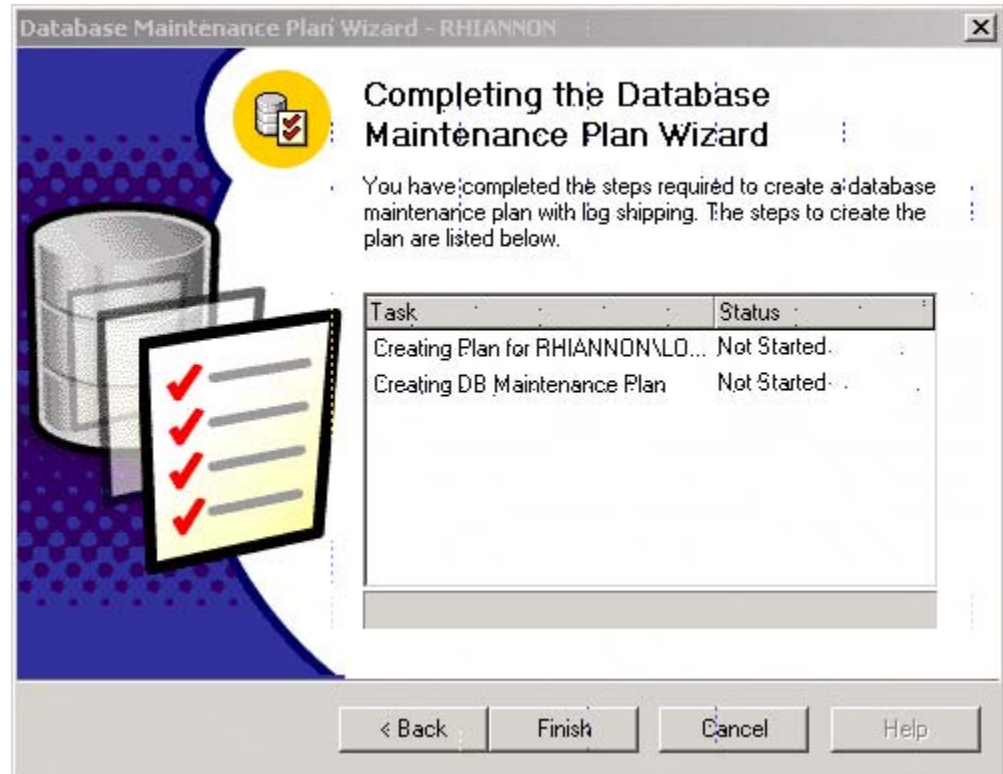 Database Maintenance Plan Wizard - RHIANNON
Completing the Database
Maintenance Plan Wizard
You have completed the steps required to create a database
maintenance plan with log shipping. The steps to create the
plan are listed below.
Task Status
Creating Plan for RHIANNON\LO... Not Started
Creating DB Maintenance Plan Not Started
< Back Finish Cancel Help